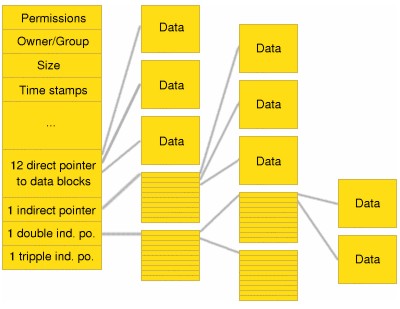 Permissions
Owner/Group
Size
Time stamps
...
12 direct pointer
to data blocks
1 indirect pointer
1 double ind. po.
1 tripple ind. po.
Data
Data
Data
Data
Data
Data
Data
Data